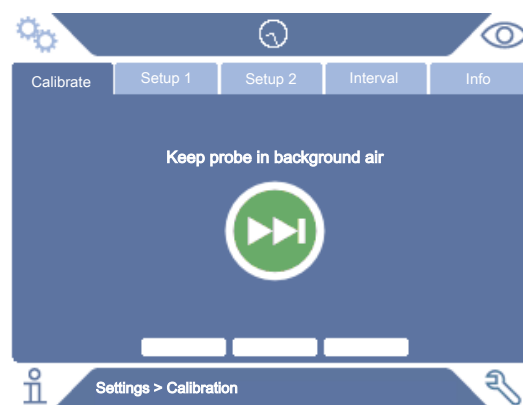 Calibrate Setup 1 Setup 2 Interval Info
Keep probe in background air
Settings > Calibration